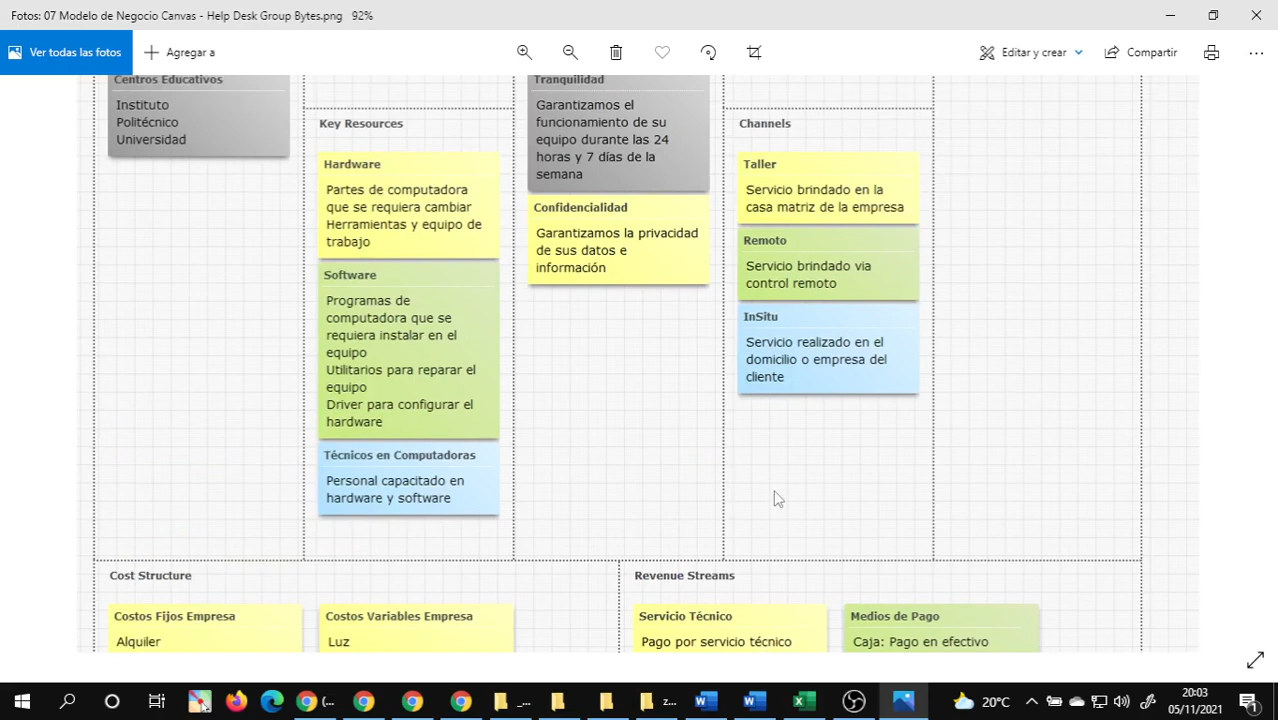 Fotos: 07 Modelo de Negocio Canvas - Help Desk Group Bytes.png   92%
Ver todas las fotos
Agregar a
Editar y crear
Compartir
Centros Educativos
Instituto
Politécnico
Universidad
Key Resources
Hardware
Partes de computadora
que se requiera cambiar
Herramientas y equipo de
trabajo
Software
Programas de
computadora que se
requiera instalar en el
equipo
Utilitarios para reparar el
equipo
Driver para configurar el
hardware
Técnicos en Computadoras
Personal capacitado en
hardware y software
Tranquilidad
Garantizamos el
funcionamiento de su
equipo durante las 24
horas y 7 días de la
semana
Confidencialidad
Garantizamos la privacidad
de sus datos e
información
Channels
Taller
Servicio brindado en la
casa matriz de la empresa
Remoto
Servicio brindado via
control remoto
InSitu
Servicio realizado en el
domicilio o empresa del
cliente
Cost Structure
Costos Fijos Empresa
Alquiler
Costos Variables Empresa
Luz
Revenue Streams
Servicio Técnico
Pago por servicio técnico
Medios de Pago
Caja: Pago en efectivo
(...
_...
z...
20°C
20:03
05/11/2021
1